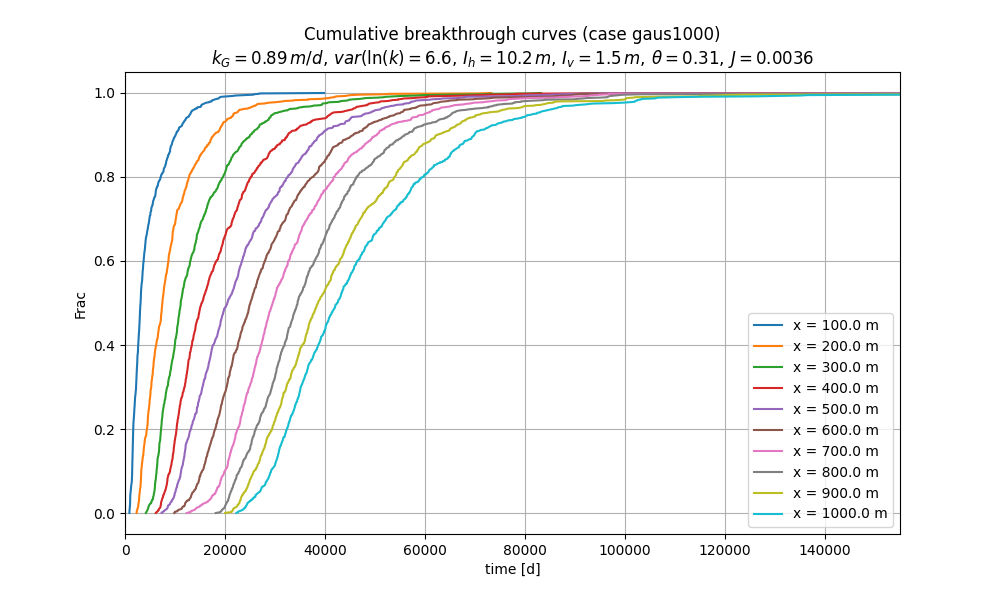 Cumulative breakthrough curves (case gaus1000)
k_G = 0.89 m/d, var(ln(k) = 6.6, I_h = 10.2 m, I_v = 1.5 m, θ = 0.31, J = 0.0036
1.0
0.8
0.6
0.4
0.2
0.0
Frac
0 20000 40000 60000 80000 100000 120000 140000
time [d]
x = 100.0 m
x = 200.0 m
x = 300.0 m
x = 400.0 m
x = 500.0 m
x = 600.0 m
x = 700.0 m
x = 800.0 m
x = 900.0 m
x = 1000.0 m